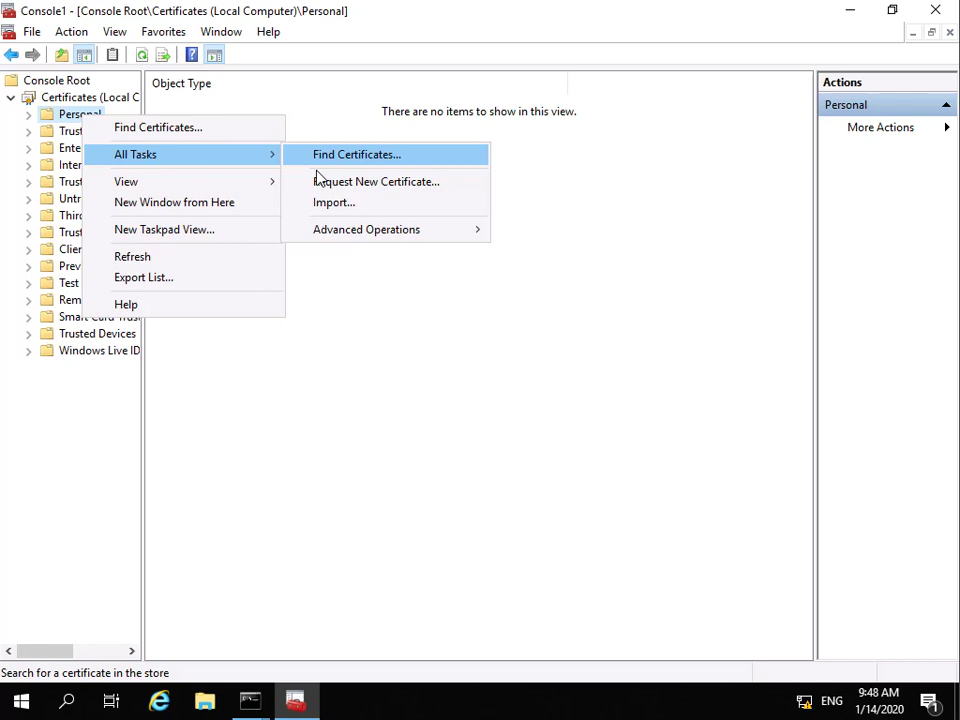 Console1 - [Console Root\Certificates (Local Computer)\Personal]
File Action View Favorites Window Help
Console Root
Certificates (Local C
Personal
Trust
Ente
Inter
Trust
Untr
Third
Clien
Prev
Test
Rem
Smart Card Trus
Trusted Devices
Windows Live ID
Object Type
There are no items to show in this view.
Find Certificates...
All Tasks
View
New Window from Here
New Taskpad View...
Refresh
Export List...
Help
Find Certificates...
Request New Certificate...
Import...
Advanced Operations
Actions
Personal
More Actions
Search for a certificate in the store
ENG
9:48 AM
1/14/2020
1